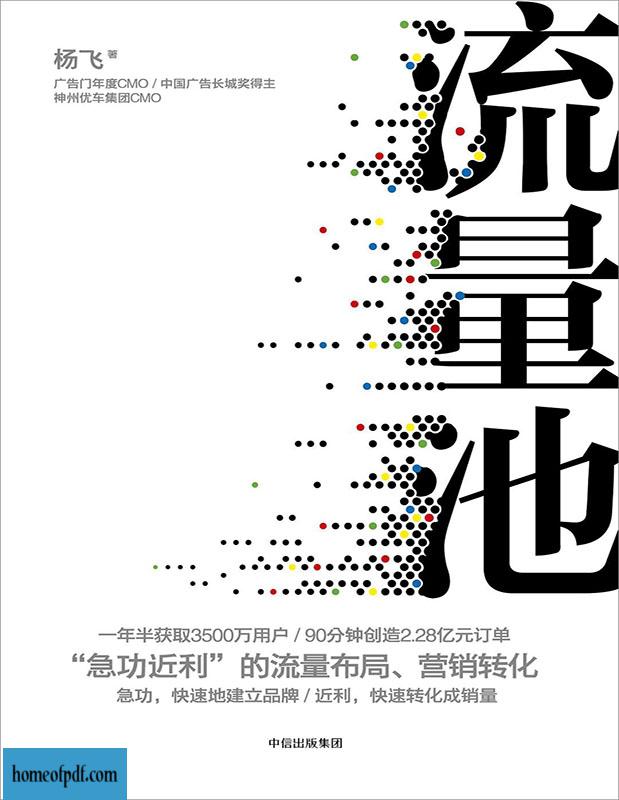 杨飞 著
广告门年度CMO / 中国广告长城奖得主
神州优车集团CMO
流量池
一年半获取3500万用户 / 90分钟创造2.28亿元订单
“急功近利”的流量布局、营销转化
急功，快速地建立品牌 / 近利，快速转化成销量
中信出版集团
homeofpdf.com